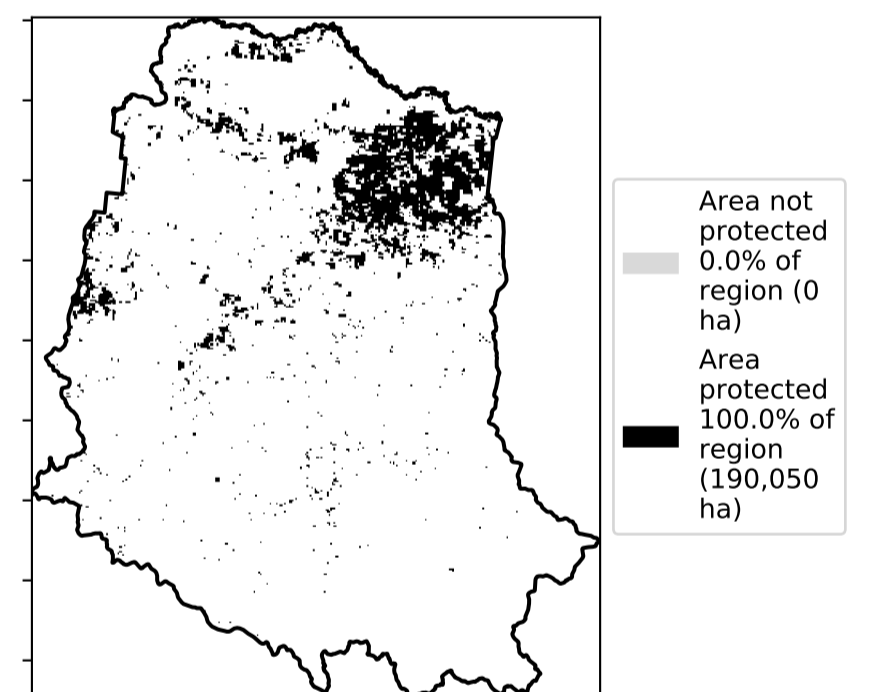 Area not
protected
0.0% of
region (0
ha)
Area
protected
100.0% of
region
(190,050
ha)